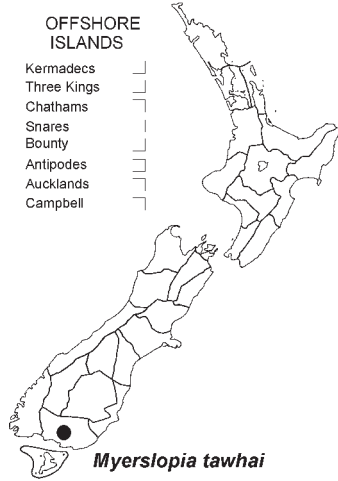 OFFSHORE
ISLANDS
Kermadecs
Three Kings
Chathams
Snares
Bounty
Antipodes
Aucklands
Campbell
Myerslopia tawhai